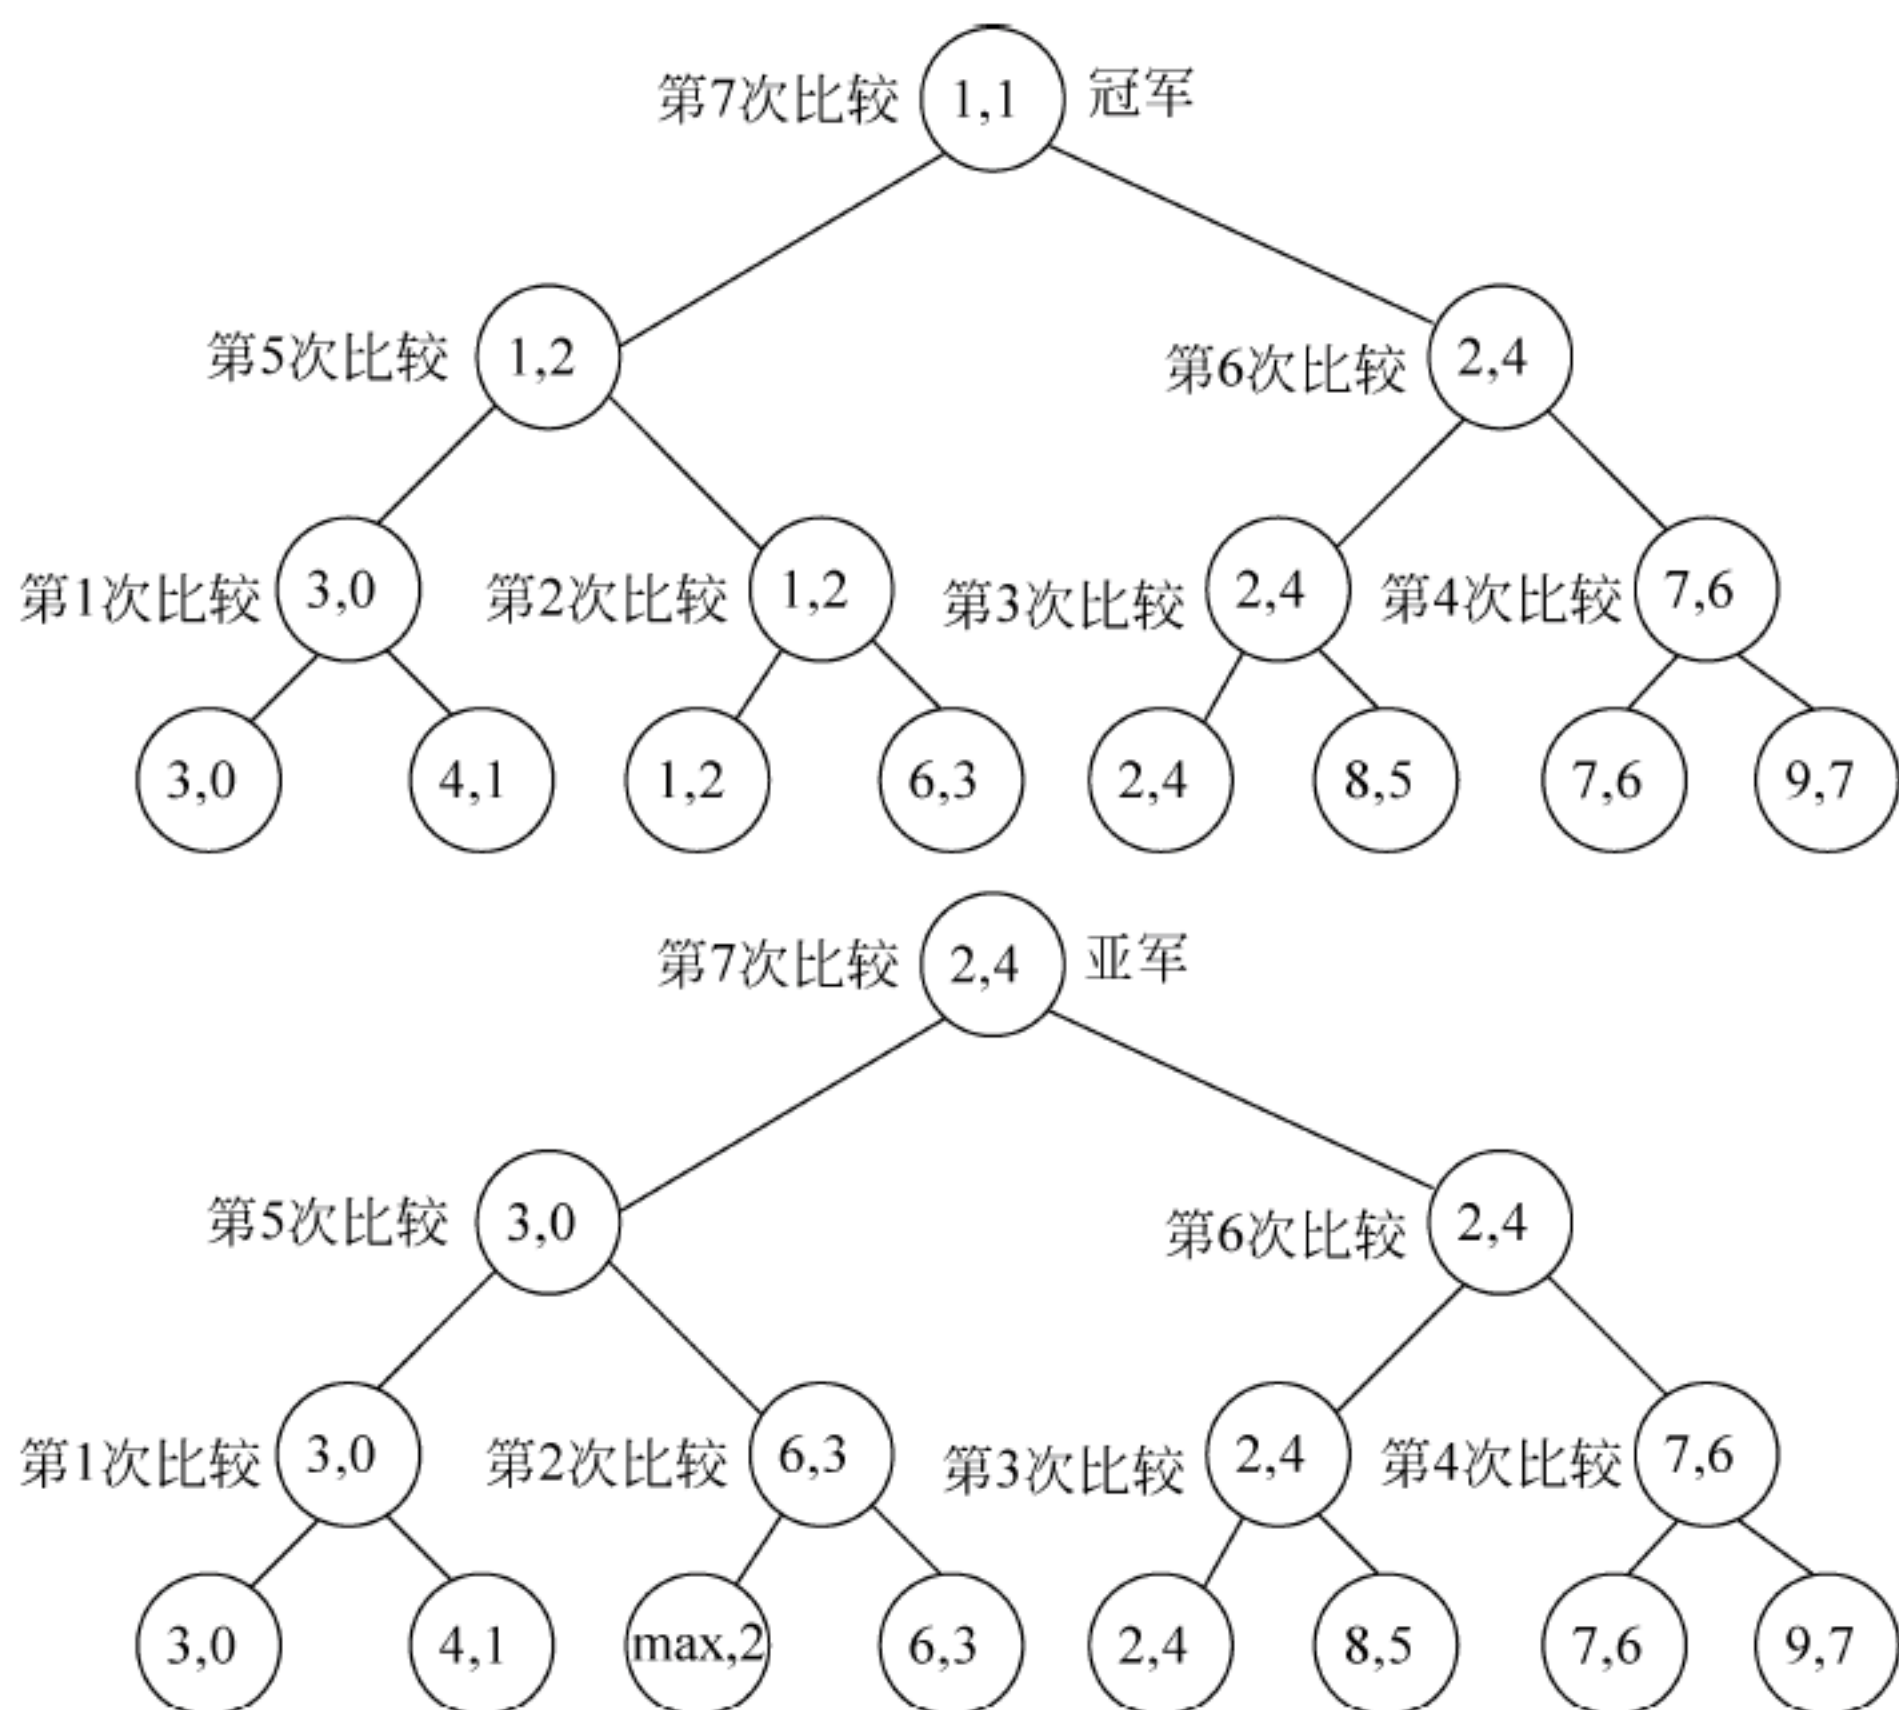 第7次比较 1,1 冠军
第5次比较 1,2 第6次比较 2,4
第1次比较 3,0 第2次比较 1,2 第3次比较 2,4 第4次比较 7,6
3,0 4,1 1,2 6,3 2,4 8,5 7,6 9,7
第7次比较 2,4 亚军
第5次比较 3,0 第6次比较 2,4
第1次比较 3,0 第2次比较 6,3 第3次比较 2,4 第4次比较 7,6
3,0 4,1 max,2 6,3 2,4 8,5 7,6 9,7